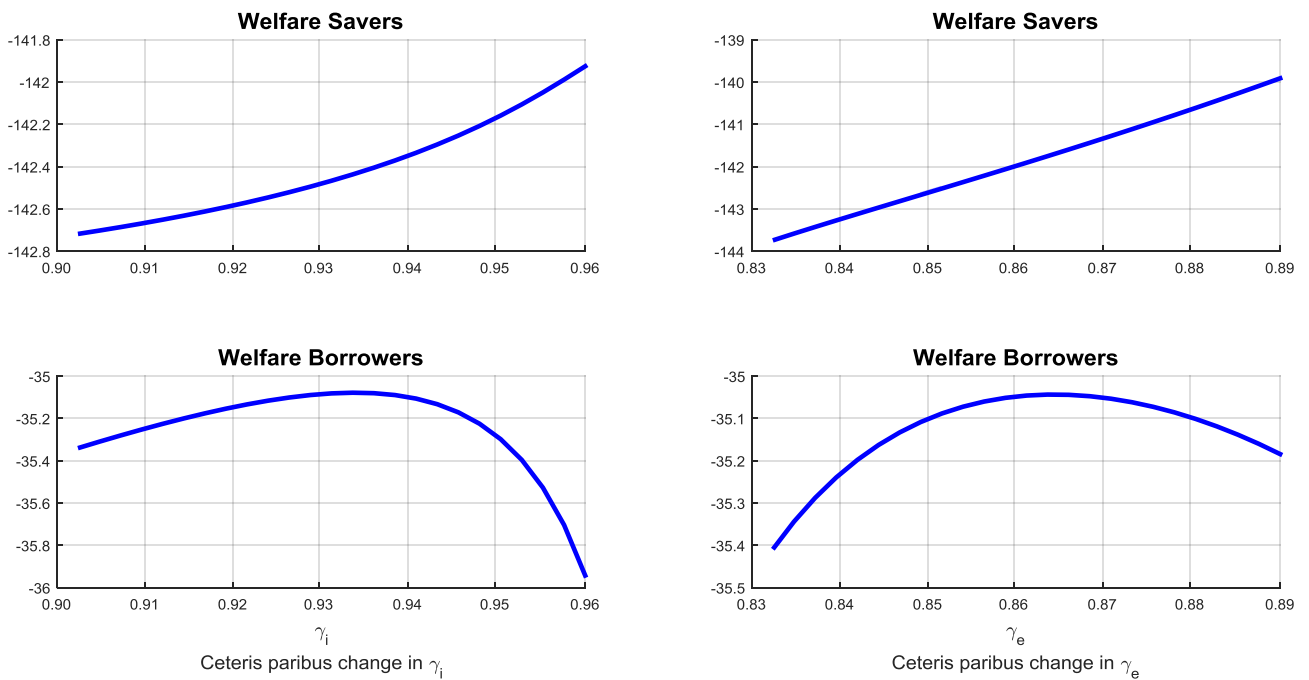 Welfare Savers
-141.8
-142
-142.2
-142.4
-142.6
-142.8
0.90 0.91 0.92 0.93 0.94 0.95 0.96
Welfare Savers
-139
-140
-141
-142
-143
-144
0.83 0.84 0.85 0.86 0.87 0.88 0.89
Welfare Borrowers
-35
-35.2
-35.4
-35.6
-35.8
-36
0.90 0.91 0.92 0.93 0.94 0.95 0.96
γi
Ceteris paribus change in γi
Welfare Borrowers
-35
-35.1
-35.2
-35.3
-35.4
-35.5
0.83 0.84 0.85 0.86 0.87 0.88 0.89
γe
Ceteris paribus change in γe